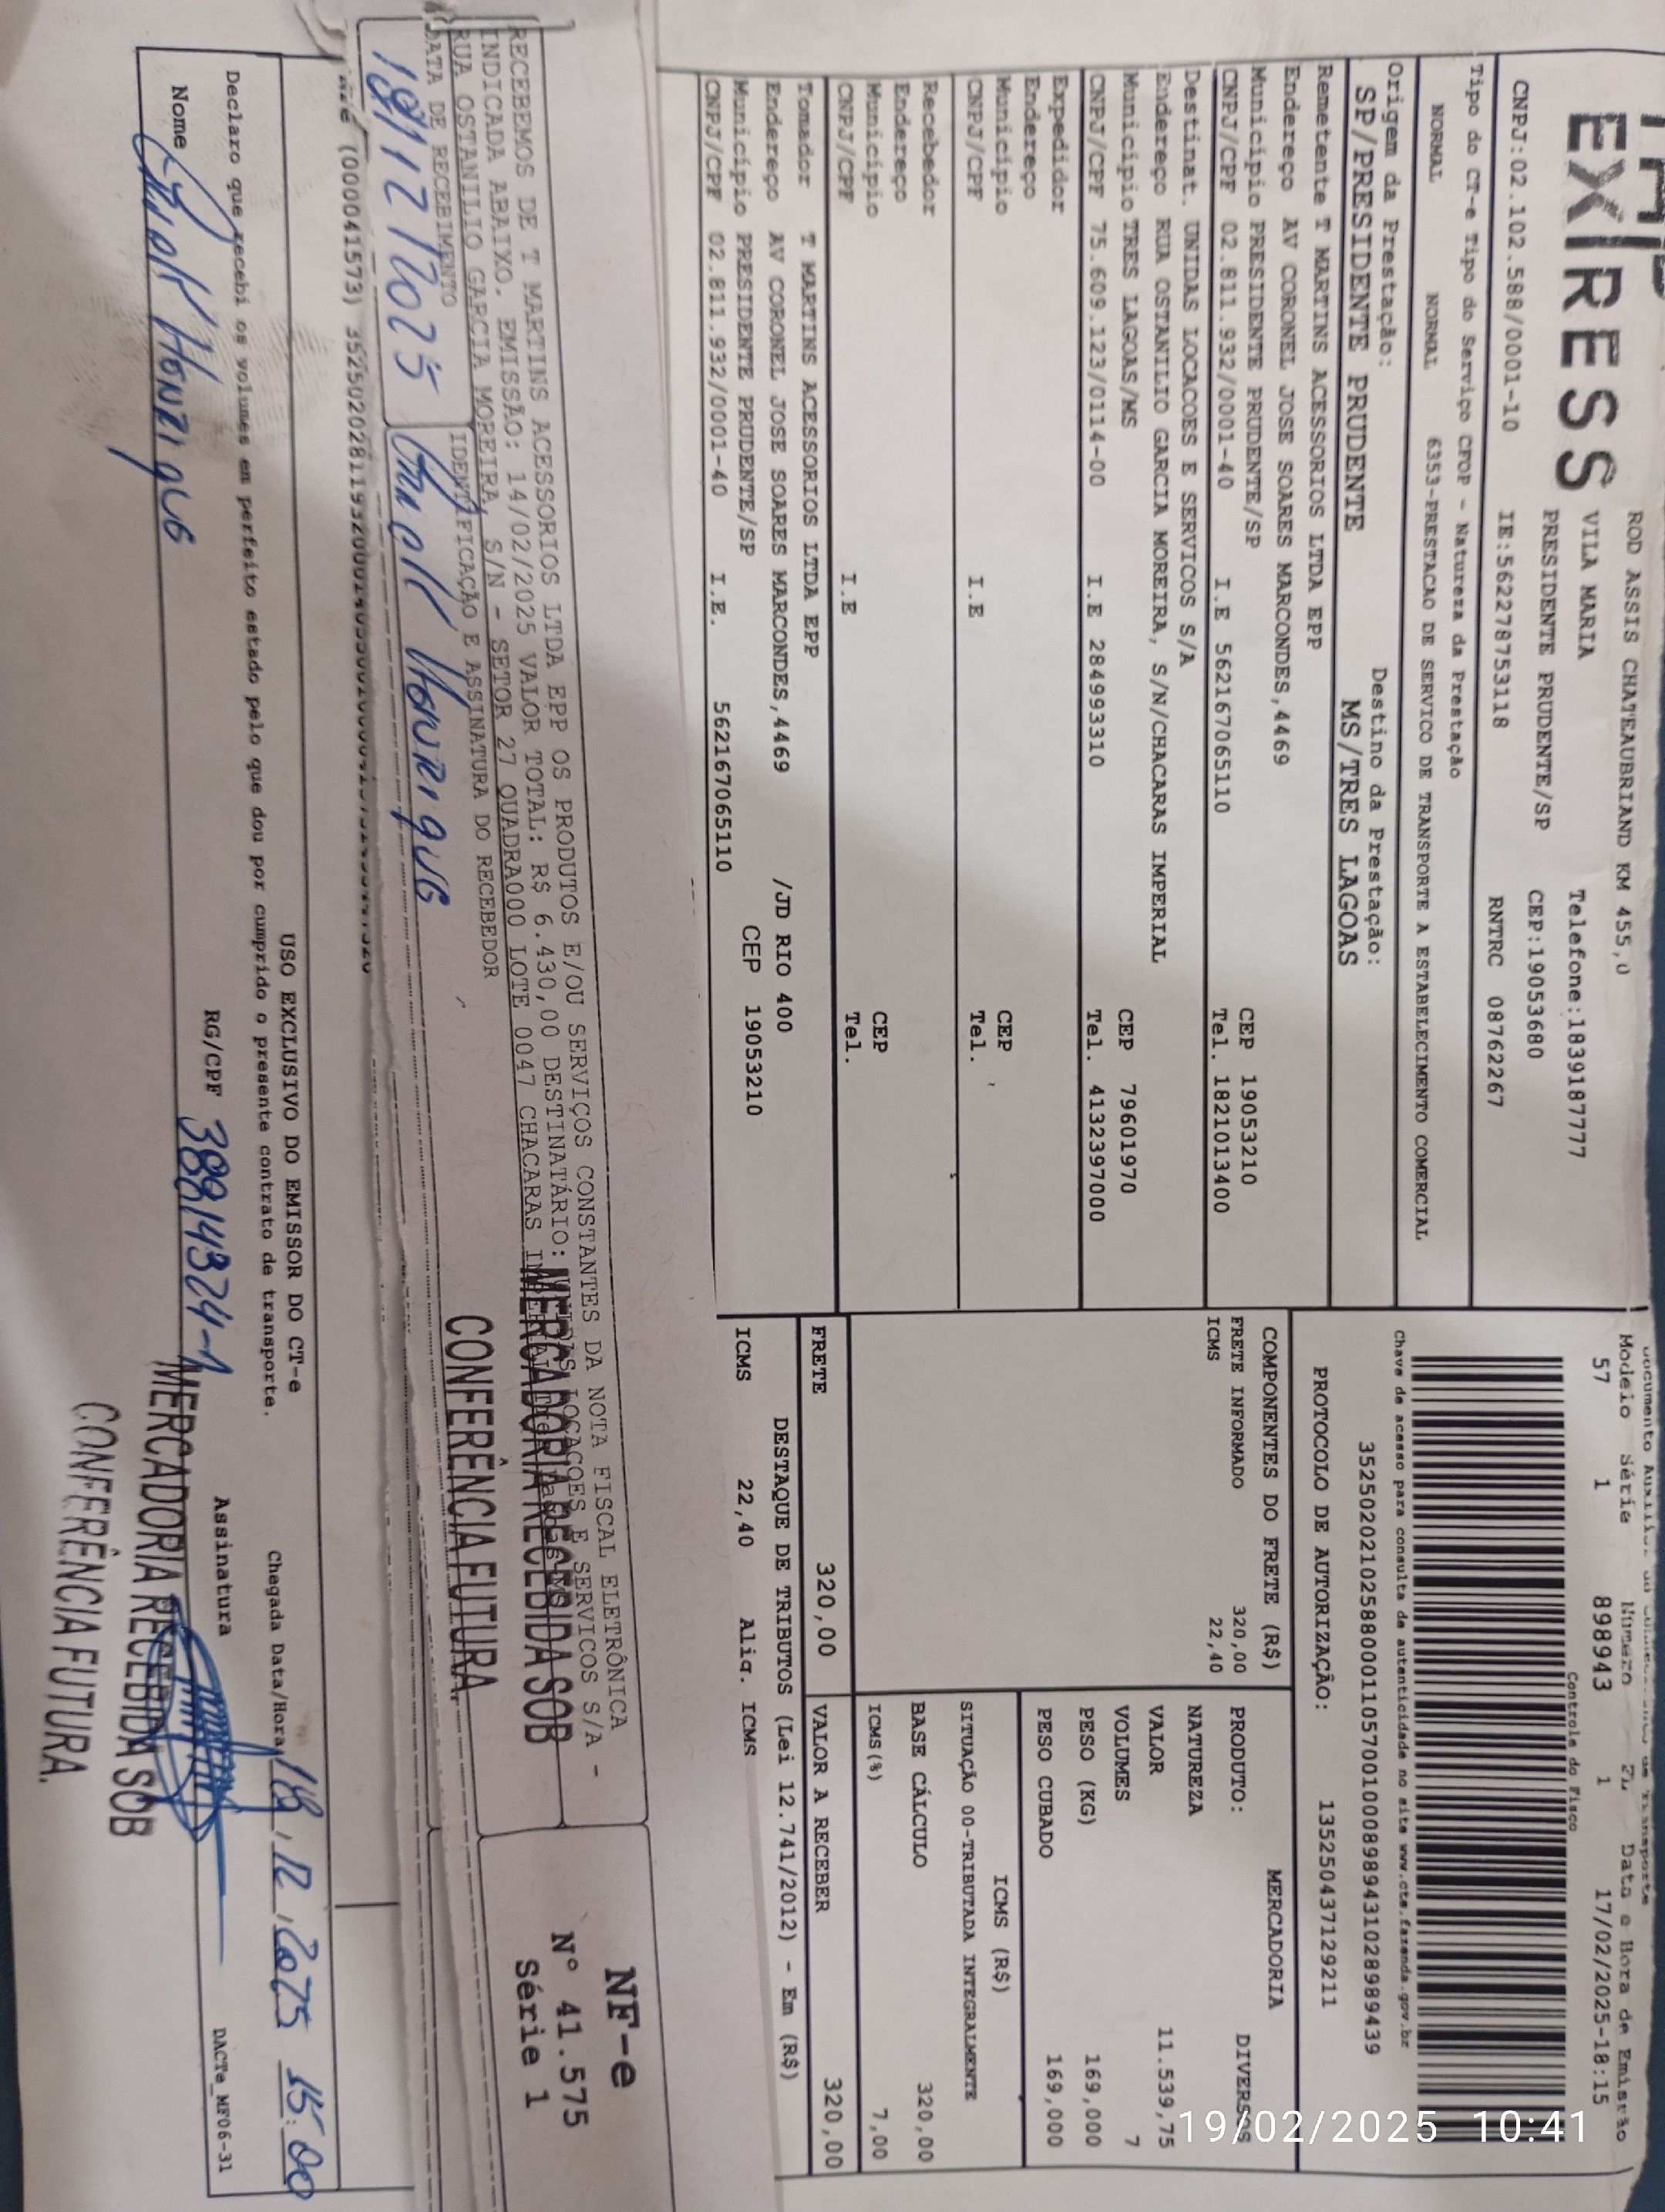 EXPRESS
ROD ASSIS CHATEAUBRIAND KM 455,0
VILA MARIA Telefone:1839187777
PRESIDENTE PRUDENTE/SP CEP:19053680
CNPJ:02.102.588/0001-10 IE:562278753118 RNTRC 08762267
Modelo Série Número FL Data e Hora de Emissão
57 1 898943 1 17/02/2025-18:15
Controle do Fisco
Tipo do CT-e Tipo do Serviço CFOP - Natureza da Prestação
NORMAL NORMAL 6353-PRESTACAO DE SERVICO DE TRANSPORTE A ESTABELECIMENTO COMERCIAL
Chave de acesso para consulta de autenticidade no site www.cte.fazenda.gov.br
35250202102588000110570010008989431028989439
Origem da Prestação: Destino da Prestação:
SP/PRESIDENTE PRUDENTE MS/TRES LAGOAS
PROTOCOLO DE AUTORIZAÇÃO: 135250437129211
Remetente T MARTINS ACESSORIOS LTDA EPP
Endereço AV CORONEL JOSE SOARES MARCONDES,4469
Município PRESIDENTE PRUDENTE/SP CEP 19053210
CNPJ/CPF 02.811.932/0001-40 I.E 562167065110 Tel. 1821013400
Destinat. UNIDAS LOCACOES E SERVICOS S/A
Endereço RUA OSTANILIO GARCIA MOREIRA, S/N/CHACARAS IMPERIAL
Município TRES LAGOAS/MS CEP 79601970
CNPJ/CPF 75.609.123/0114-00 I.E 284993310 Tel. 4132397000
Expedidor
Endereço
Município CEP
CNPJ/CPF I.E Tel.
Recebedor
Endereço
Município CEP
CNPJ/CPF I.E Tel.
Tomador T MARTINS ACESSORIOS LTDA EPP
Endereço AV CORONEL JOSE SOARES MARCONDES,4469 /JD RIO 400
Município PRESIDENTE PRUDENTE/SP CEP 19053210
CNPJ/CPF 02.811.932/0001-40 I.E. 562167065110
COMPONENTES DO FRETE (R$)
FRETE INFORMADO 320,00
ICMS 22,40
MERCADORIA
PRODUTO: DIVERSOS
NATUREZA
VALOR 11.539,75
VOLUMES 7
PESO (KG) 169,000
PESO CUBADO 169,000
ICMS (R$)
SITUAÇÃO 00-TRIBUTADA INTEGRALMENTE
BASE CÁLCULO 320,00
ICMS(%) 7,00
FRETE 320,00 VALOR A RECEBER 320,00
DESTAQUE DE TRIBUTOS (Lei 12.741/2012) - Em (R$)
ICMS 22,40 Aliq. ICMS
RECEBEMOS DE T MARTINS ACESSORIOS LTDA EPP OS PRODUTOS E/OU SERVIÇOS CONSTANTES DA NOTA FISCAL ELETRÔNICA
INDICADA ABAIXO. EMISSÃO: 14/02/2025 VALOR TOTAL: R$ 6.430,00 DESTINATÁRIO: UNIDAS LOCACOES E SERVICOS S/A -
RUA OSTANILIO GARCIA MOREIRA, S/N - SETOR 27 QUADRA000 LOTE 0047 CHACARAS IMPERIAL
MERCADORIA RECEBIDA SOB
CONFERÊNCIA FUTURA.
DATA DE RECEBIMENTO IDENTIFICAÇÃO E ASSINATURA DO RECEBEDOR
NF-e
Nº 41.575
Série 1
(000041573)
USO EXCLUSIVO DO EMISSOR DO CT-e
Declaro que recebi os volumes em perfeito estado pelo que dou por cumprido o presente contrato de transporte.
Chegada Data/Hora 15:00
Nome RG/CPF 38914324-1 Assinatura
DACTe_MF06-31
MERCADORIA RECEBIDA SOB
CONFERÊNCIA FUTURA.
19/02/2025 10:41